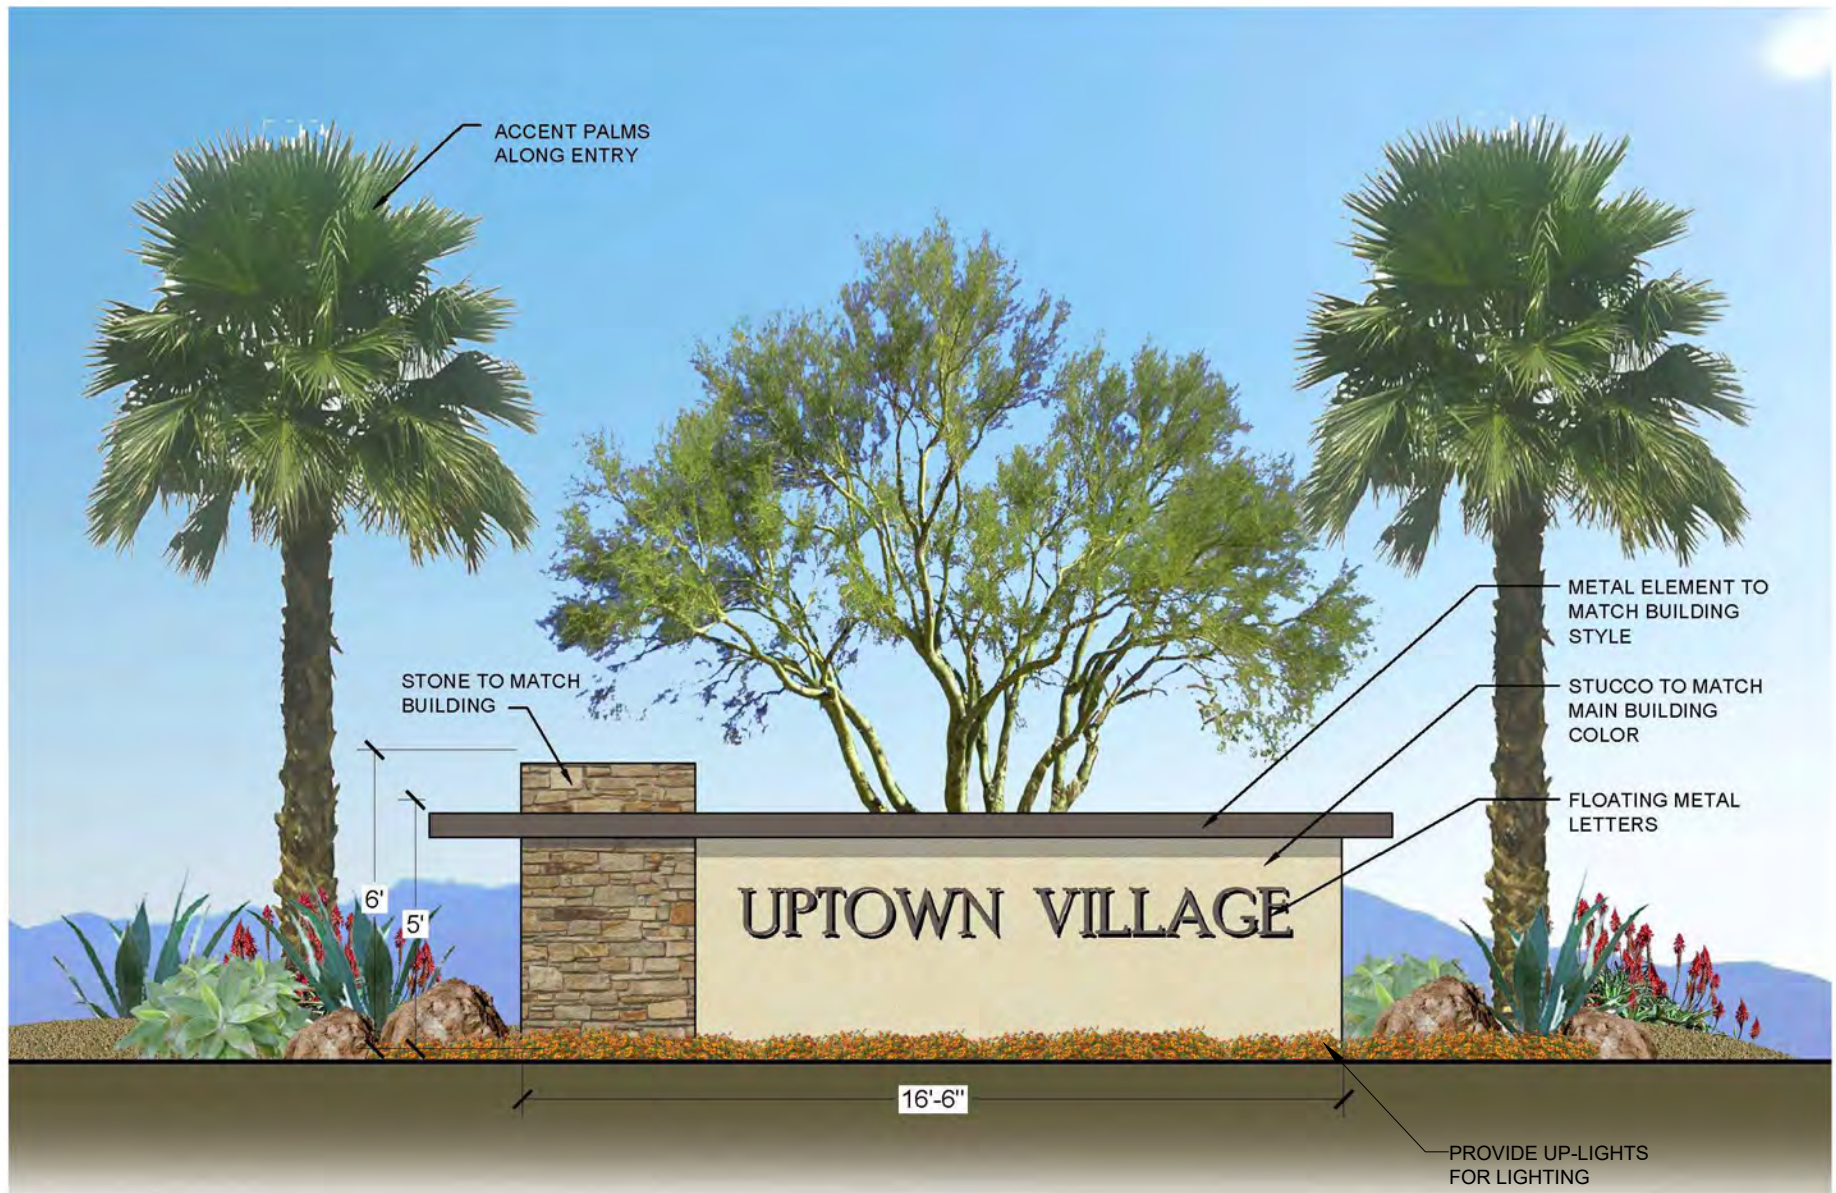 ACCENT PALMS
ALONG ENTRY
METAL ELEMENT TO
MATCH BUILDING
STYLE
STONE TO MATCH
BUILDING
STUCCO TO MATCH
MAIN BUILDING
COLOR
FLOATING METAL
LETTERS
6'
5'
UPTOWN VILLAGE
16'-6"
PROVIDE UP-LIGHTS
FOR LIGHTING